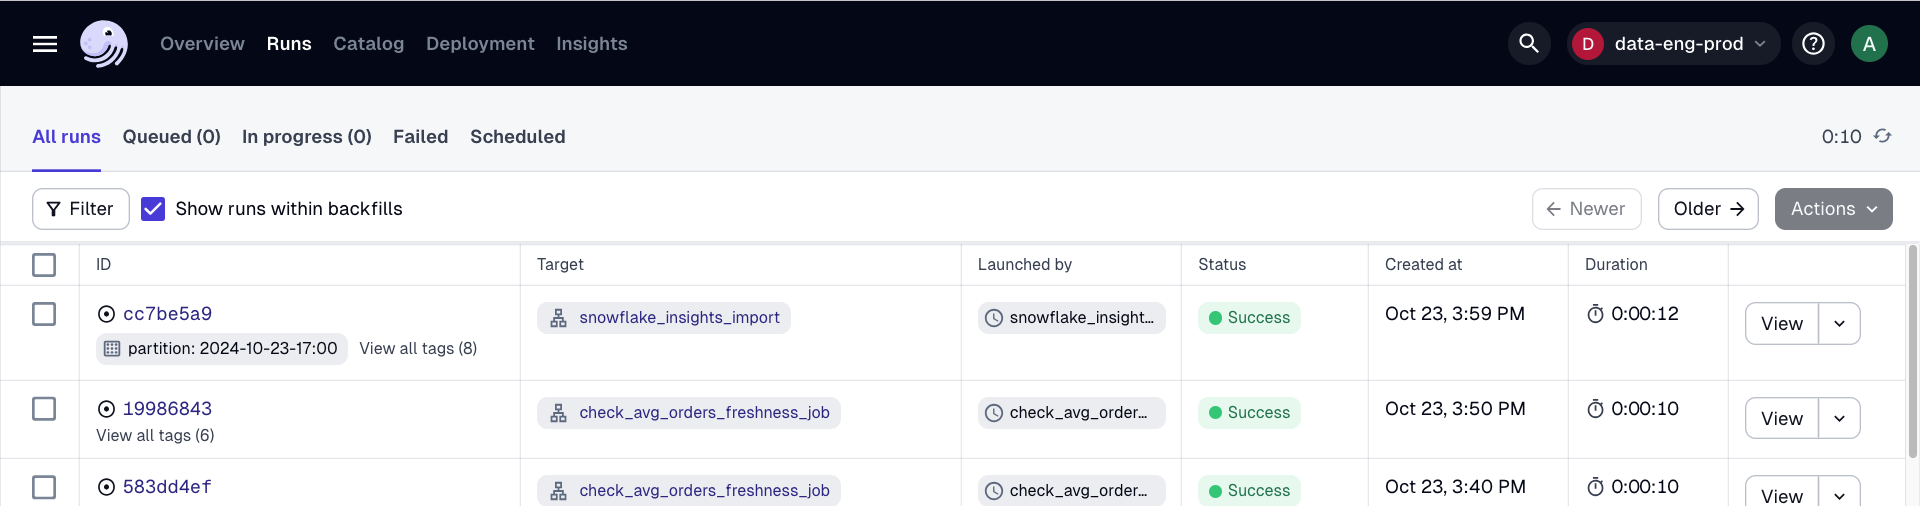 Overview Runs Catalog Deployment Insights D data-eng-prod A
All runs Queued (0) In progress (0) Failed Scheduled 0:10
Filter Show runs within backfills Newer Older Actions
ID Target Launched by Status Created at Duration
cc7be5a9 snowflake_insights_import snowflake_insight... Success Oct 23, 3:59 PM 0:00:12 View
partition: 2024-10-23-17:00 View all tags (8)
19986843 check_avg_orders_freshness_job check_avg_order... Success Oct 23, 3:50 PM 0:00:10 View
View all tags (6)
583dd4ef check_avg_orders_freshness_job check_avg_order... Success Oct 23, 3:40 PM 0:00:10 View